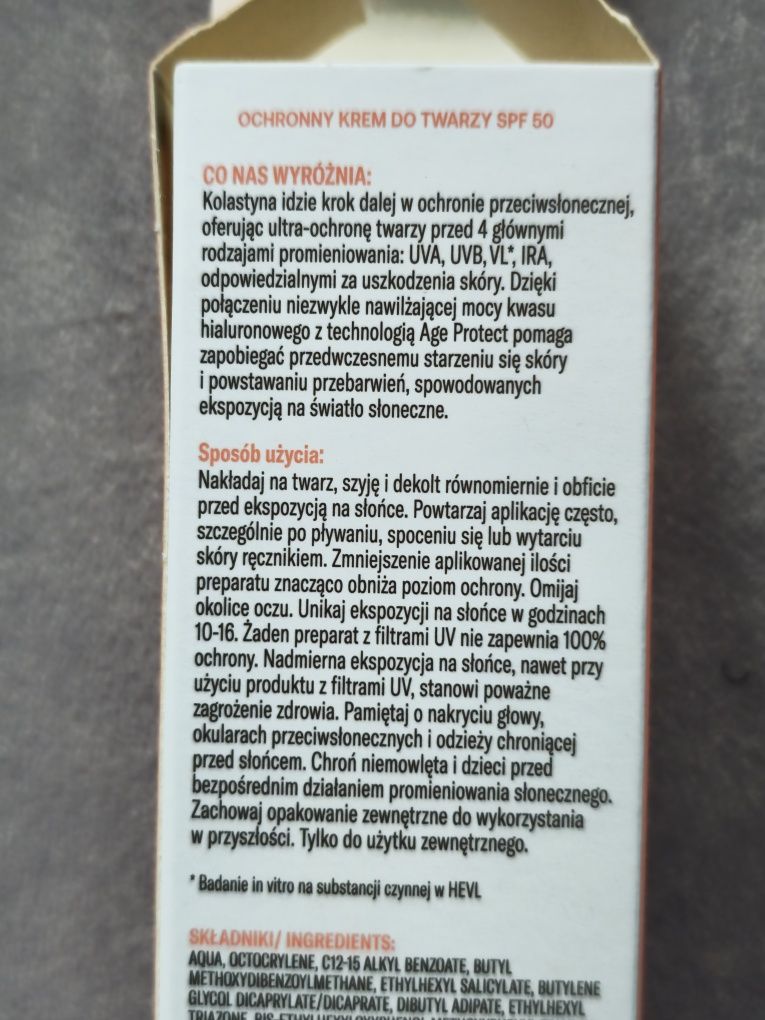 OCHRONNY KREM DO TWARZY SPF 50
CO NAS WYRÓŻNIA:
Kolastyna idzie krok dalej w ochronie przeciwsłonecznej,
oferując ultra-ochronę twarzy przed 4 głównymi
rodzajami promieniowania: UVA, UVB, VL*, IRA,
odpowiedzialnymi za uszkodzenia skóry. Dzięki
połączeniu niezwykle nawilżającej mocy kwasu
hialuronowego z technologią Age Protect pomaga
zapobiegać przedwczesnemu starzeniu się skóry
i powstawaniu przebarwień, spowodowanych
ekspozycją na światło słoneczne.
Sposób użycia:
Nakładaj na twarz, szyję i dekolt równomiernie i obficie
przed ekspozycją na słońce. Powtarzaj aplikację często,
szczególnie po pływaniu, spoceniu się lub wytarciu
skóry ręcznikiem. Zmniejszenie aplikowanej ilości
preparatu znacząco obniża poziom ochrony. Omijaj
okolice oczu. Unikaj ekspozycji na słońce w godzinach
10-16. Żaden preparat z filtrami UV nie zapewnia 100%
ochrony. Nadmierna ekspozycja na słońce, nawet przy
użyciu produktu z filtrami UV, stanowi poważne
zagrożenie zdrowia. Pamiętaj o nakryciu głowy,
okularach przeciwsłonecznych i odzieży chroniącej
przed słońcem. Chroń niemowlęta i dzieci przed
bezpośrednim działaniem promieniowania słonecznego.
Zachowaj opakowanie zewnętrzne do wykorzystania
w przyszłości. Tylko do użytku zewnętrznego.
* Badanie in vitro na substancji czynnej w HEVL
SKŁADNIKI/ INGREDIENTS:
AQUA, OCTOCRYLENE, C12-15 ALKYL BENZOATE, BUTYL
METHOXYDIBENZOYLMETHANE, ETHYLHEXYL SALICYLATE, BUTYLENE
GLYCOL DICAPRYLATE/DICAPRATE, DIBUTYL ADIPATE, ETHYLHEXYL